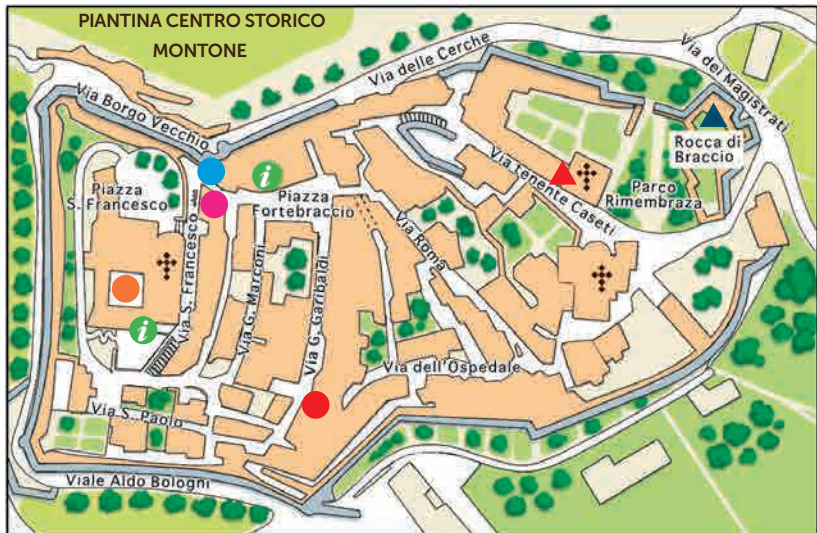 PIANTINA CENTRO STORICO
MONTONE
Via delle Cerche
Via dei Magistrati
Via Borgo Vecchio
Rocca di
Braccio
i
Piazza
S. Francesco
Piazza
Fortebraccio
Via Tenente Caseti
Parco
Rimembraza
Via S. Francesco
Via G. Marconi
Via G. Garibaldi
Via Roma
i
Via dell'Ospedale
Via S. Paolo
Viale Aldo Bologni